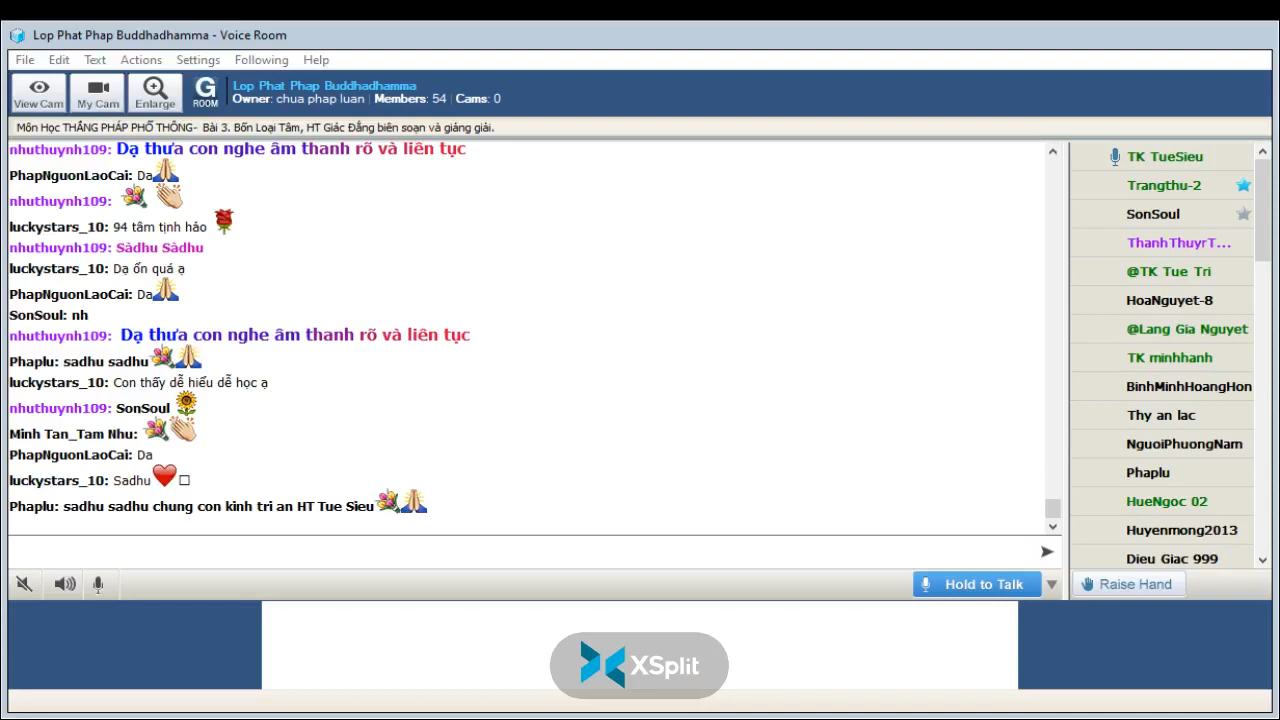 Lop Phat Phap Buddhadhamma - Voice Room
File Edit Text Actions Settings Following Help
View Cam My Cam Enlarge G ROOM
Lop Phat Phap Buddhadhamma
Owner: chua phap luan | Members: 54 | Cams: 0
Môn Học THẮNG PHÁP PHỔ THÔNG- Bài 3. Bốn Loại Tâm, HT Giác Đẳng biên soạn và giảng giải.
nhuthuynh109: Dạ thưa con nghe âm thanh rõ và liên tục
PhapNguonLaoCai: Da
nhuthuynh109:
luckystars_10: 94 tâm tịnh hảo
nhuthuynh109: Sàdhu Sàdhu
luckystars_10: Dạ ổn quá ạ
PhapNguonLaoCai: Da
SonSoul: nh
nhuthuynh109: Dạ thưa con nghe âm thanh rõ và liên tục
Phaplu: sadhu sadhu
luckystars_10: Con thấy dễ hiểu dễ học ạ
nhuthuynh109: SonSoul
Minh Tan_Tam Nhu:
PhapNguonLaoCai: Da
luckystars_10: Sadhu
Phaplu: sadhu sadhu chung con kinh tri an HT Tue Sieu
TK TueSieu
Trangthu-2
SonSoul
ThanhThuyrT...
@TK Tue Tri
HoaNguyet-8
@Lang Gia Nguyet
TK minhhanh
BinhMinhHoangHon
Thy an lac
NguoiPhuongNam
Phaplu
HueNgoc 02
Huyenmong2013
Dieu Giac 999
Hold to Talk
Raise Hand
XSplit